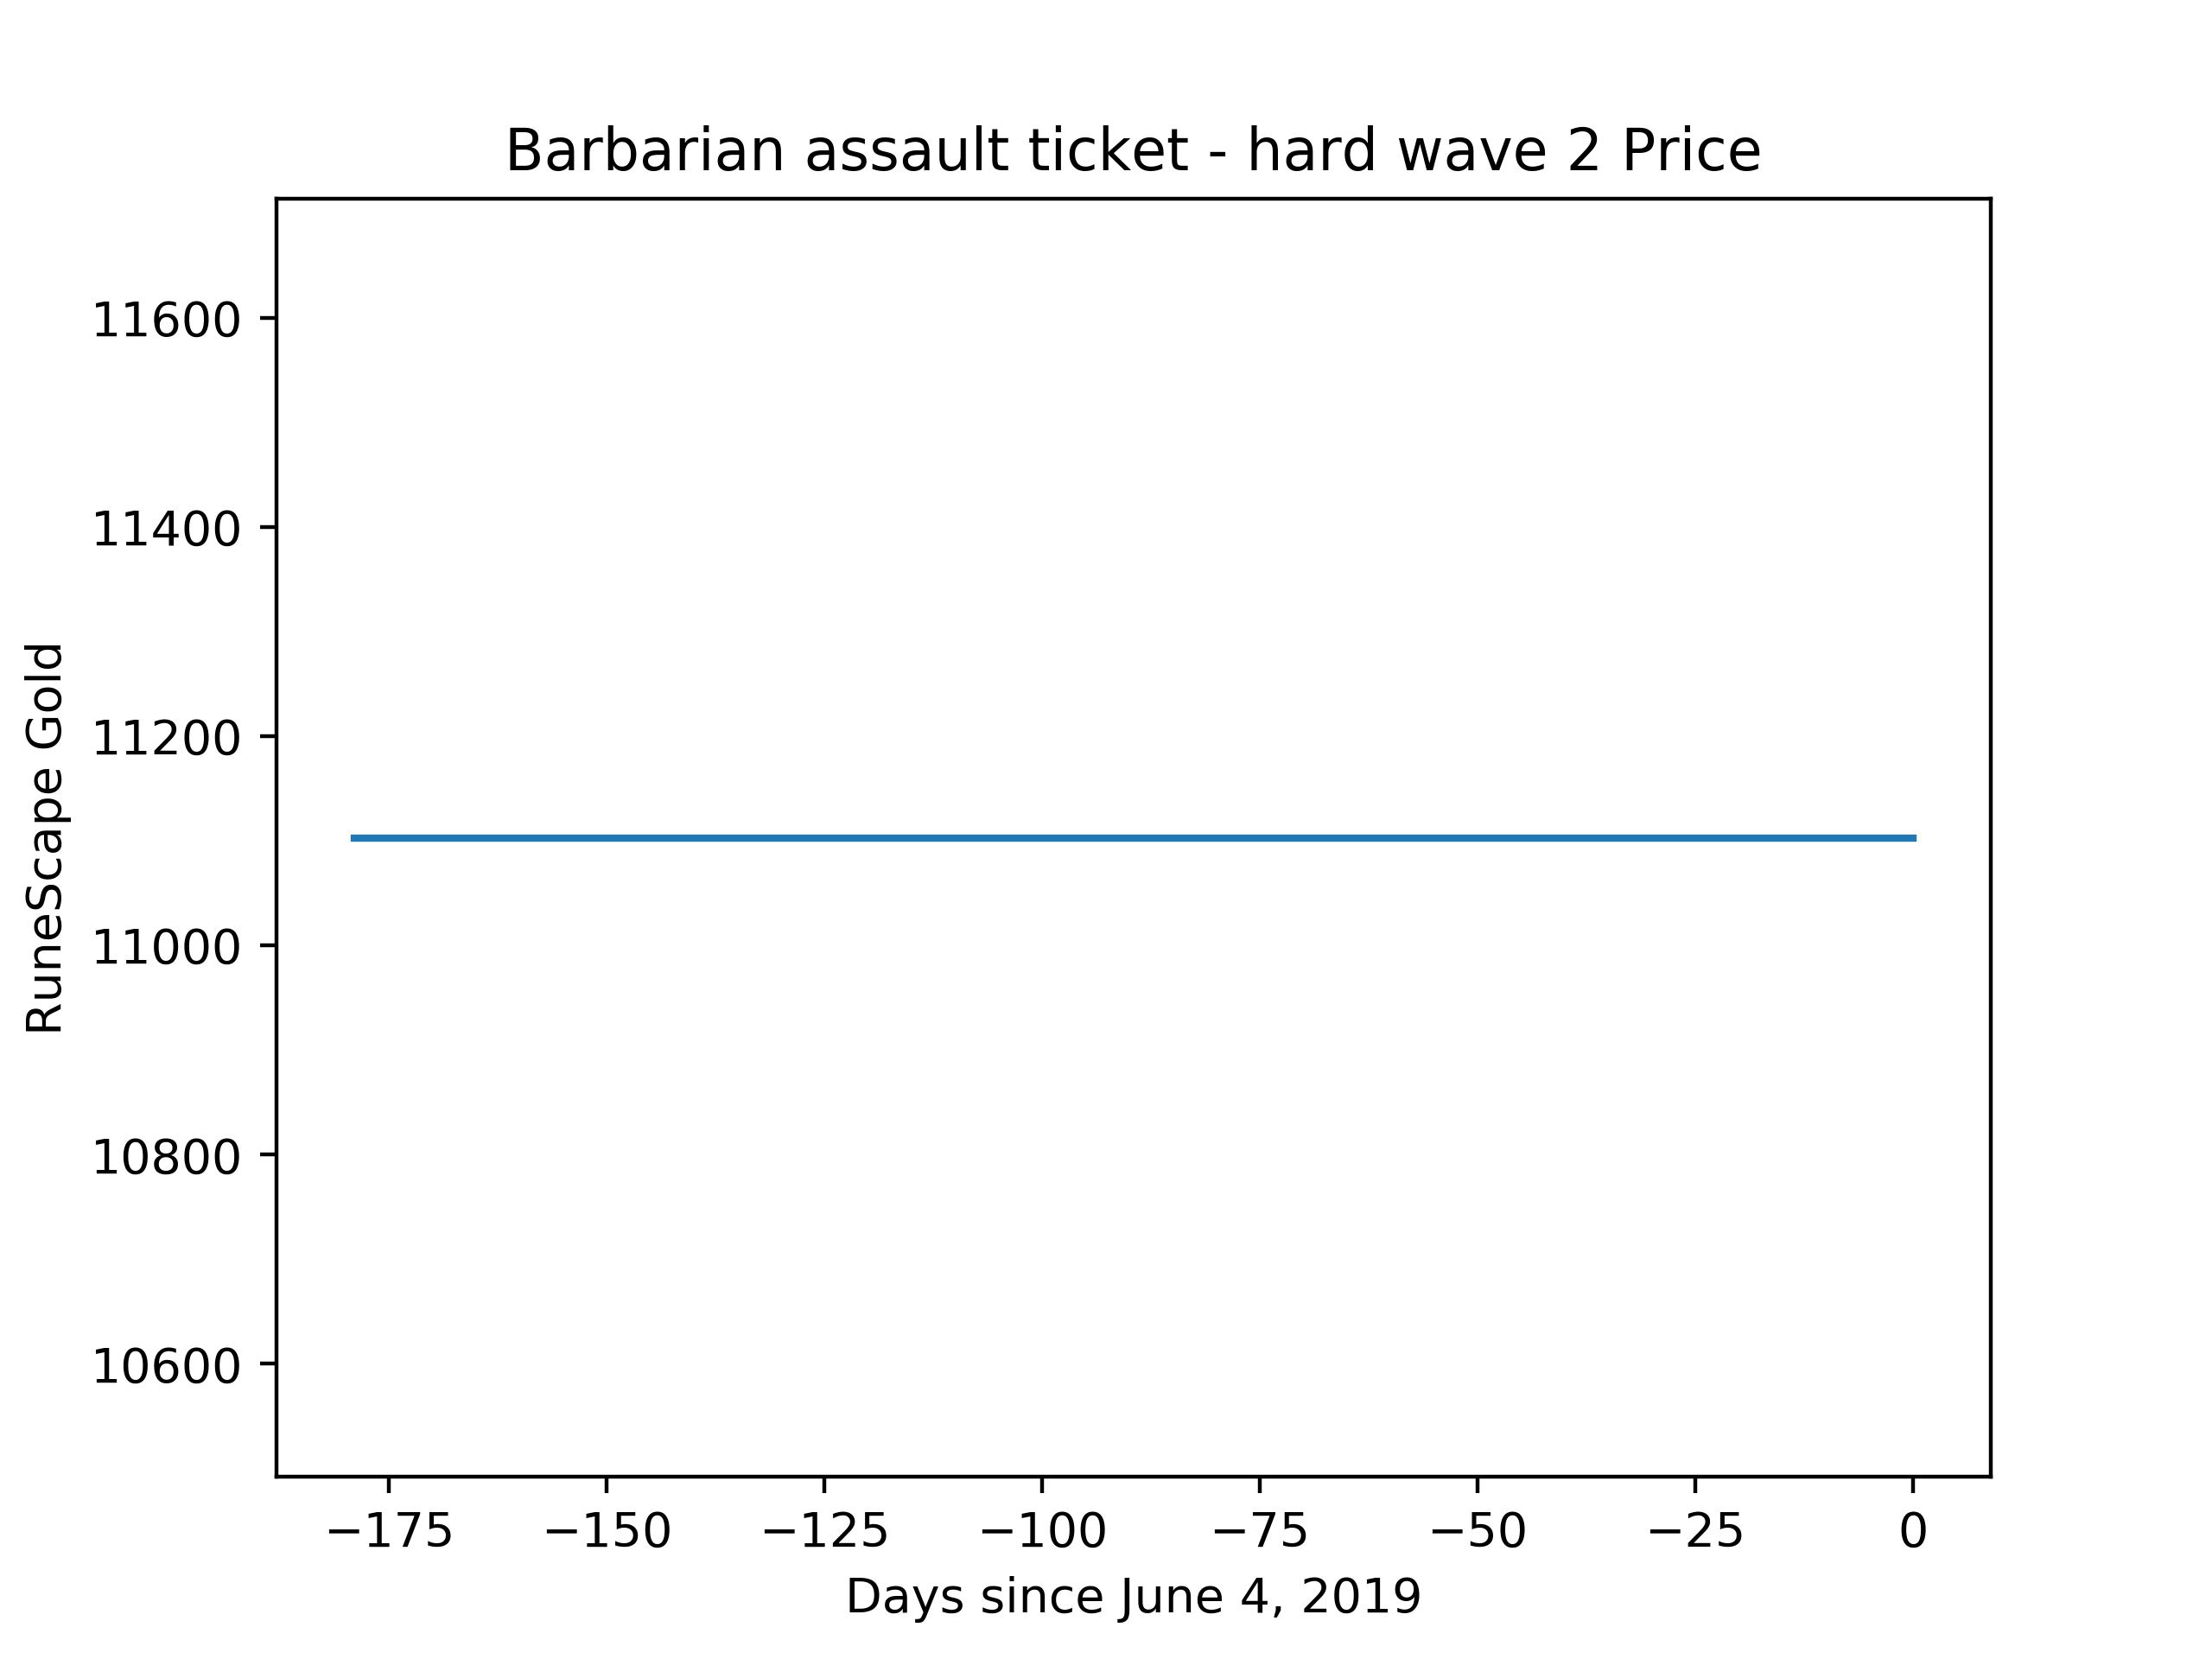 Barbarian assault ticket - hard wave 2 Price
11600
11400
11200
11000
10800
10600
RuneScape Gold
−175 −150 −125 −100 −75 −50 −25 0
Days since June 4, 2019